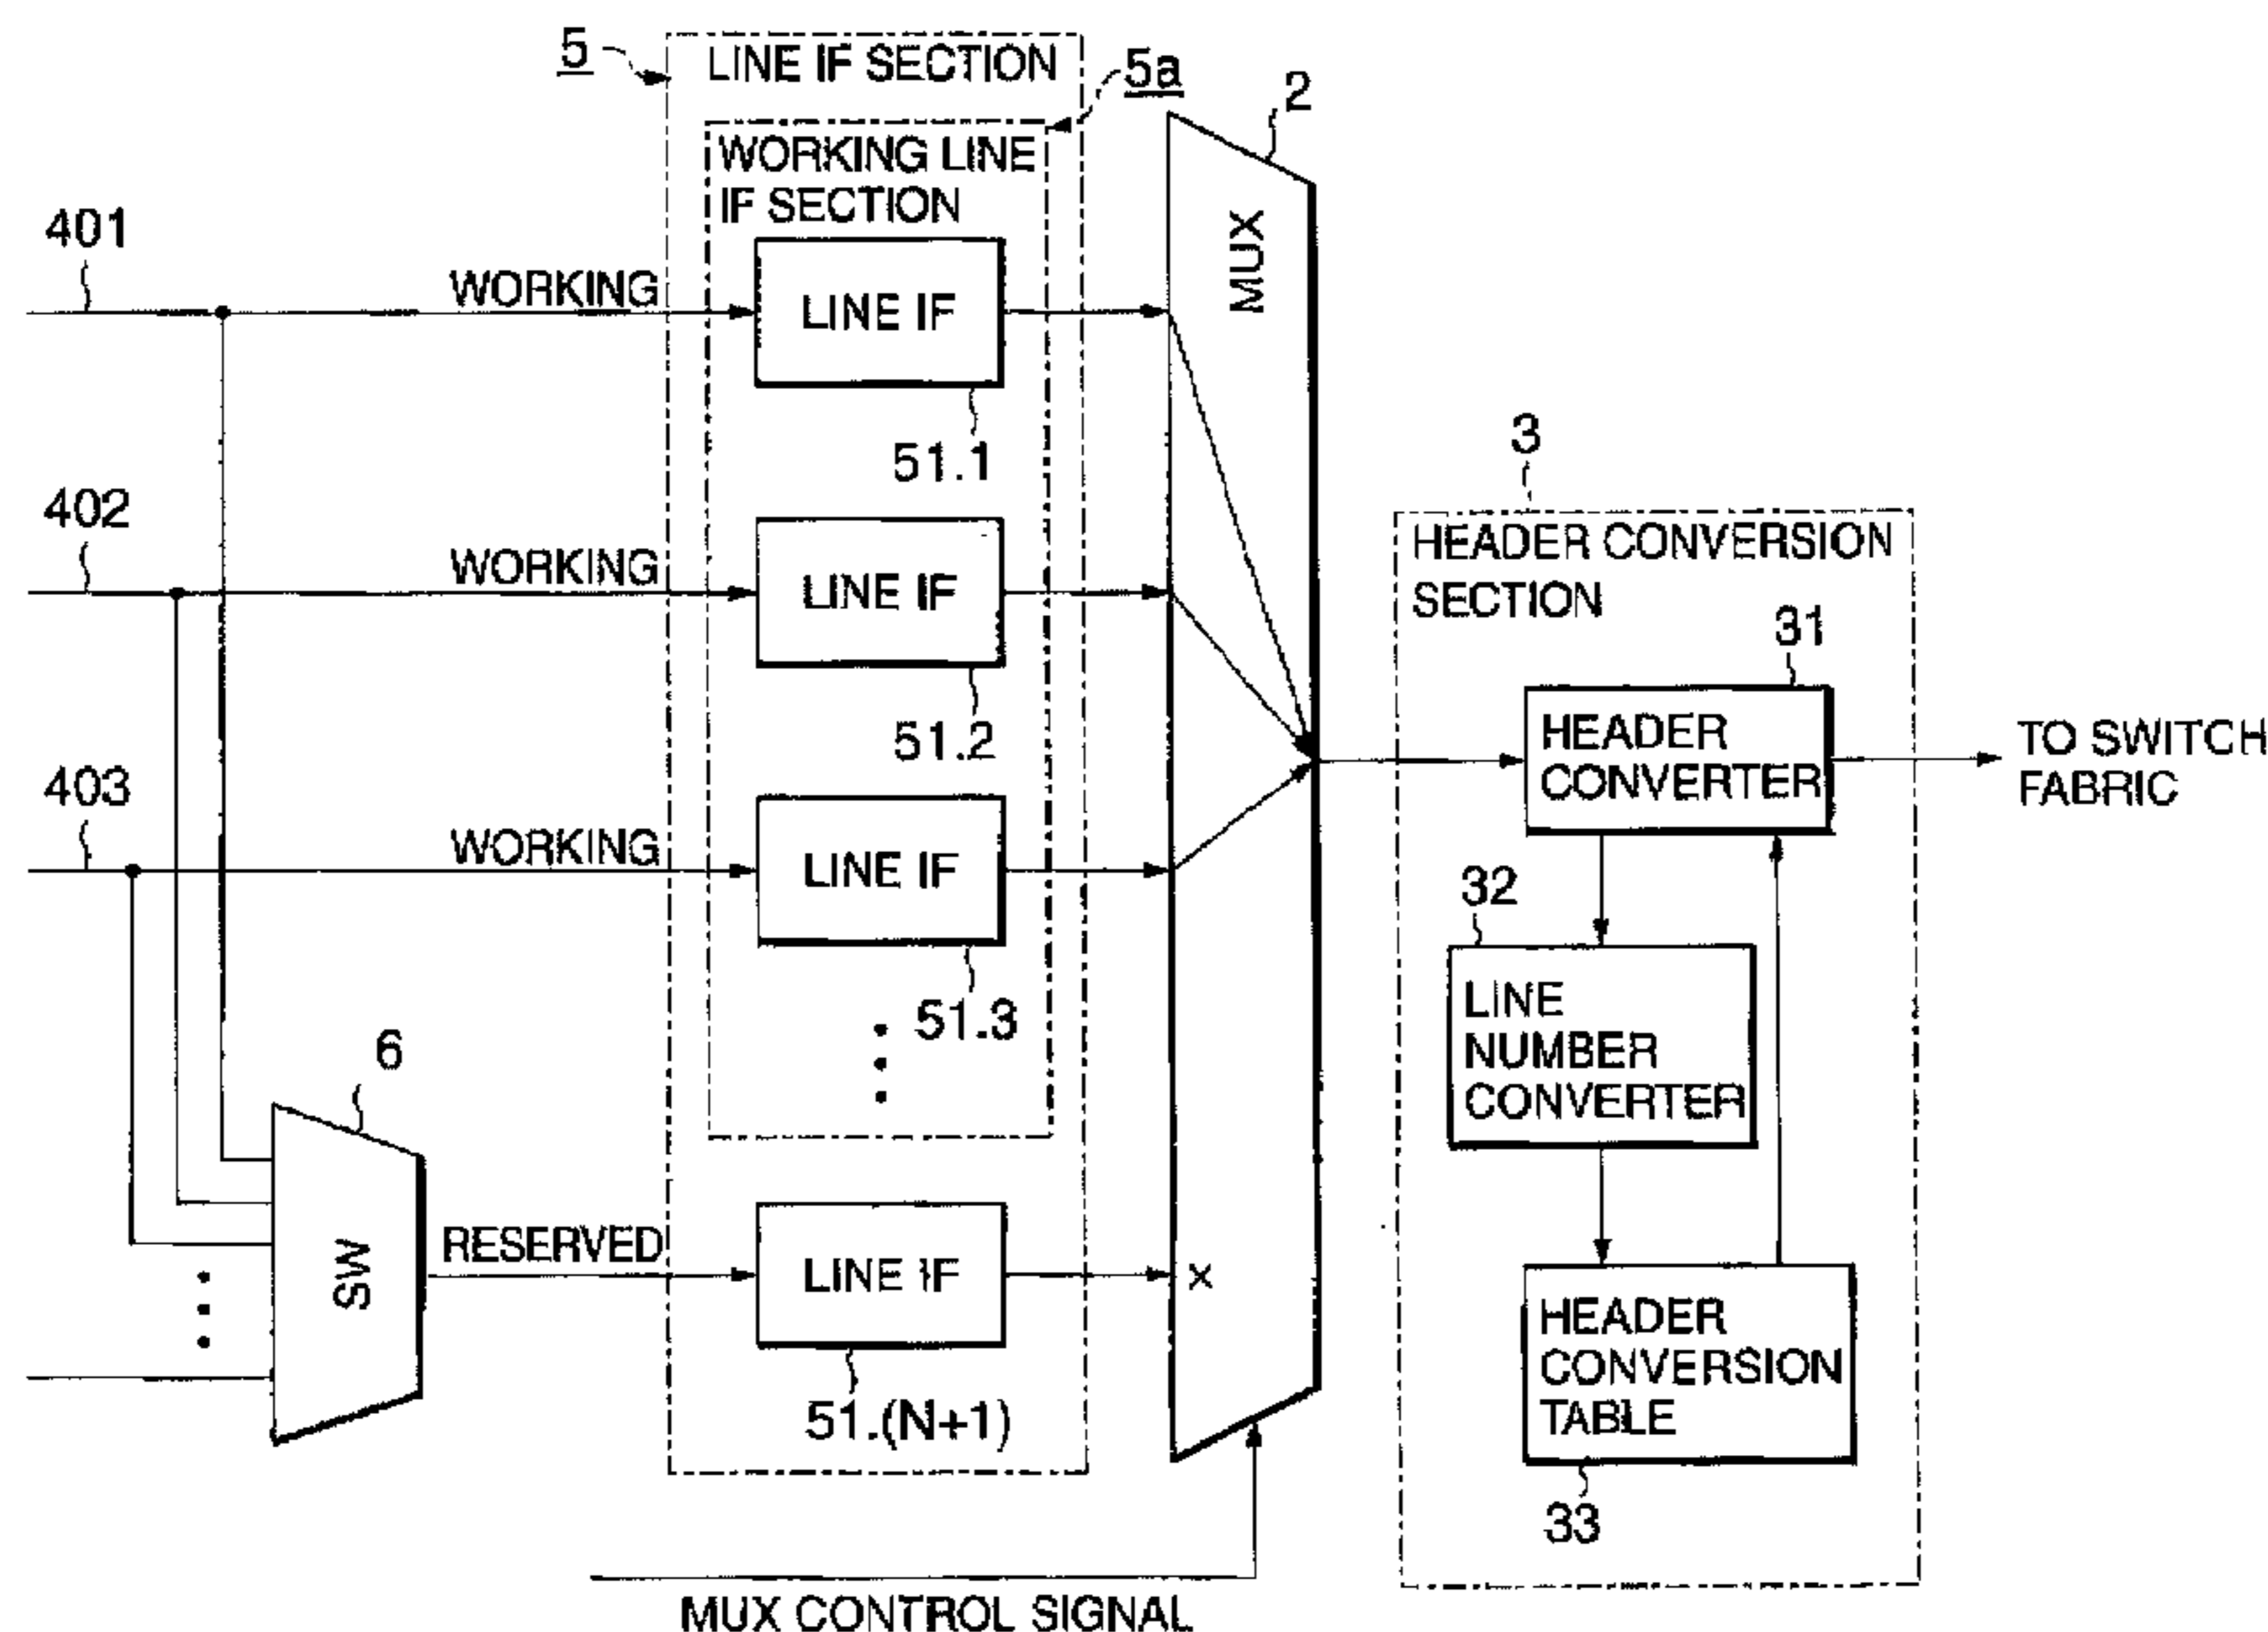 5
LINE IF SECTION
5a
2
WORKING LINE
IF SECTION
MUX
401
WORKING
LINE IF
51.1
402
WORKING
LINE IF
51.2
403
WORKING
LINE IF
51.3
6
SW
RESERVED
LINE IF
x
51.(N+1)
MUX CONTROL SIGNAL
3
HEADER CONVERSION
SECTION
31
HEADER
CONVERTER
TO SWITCH
FABRIC
32
LINE
NUMBER
CONVERTER
HEADER
CONVERSION
TABLE
33